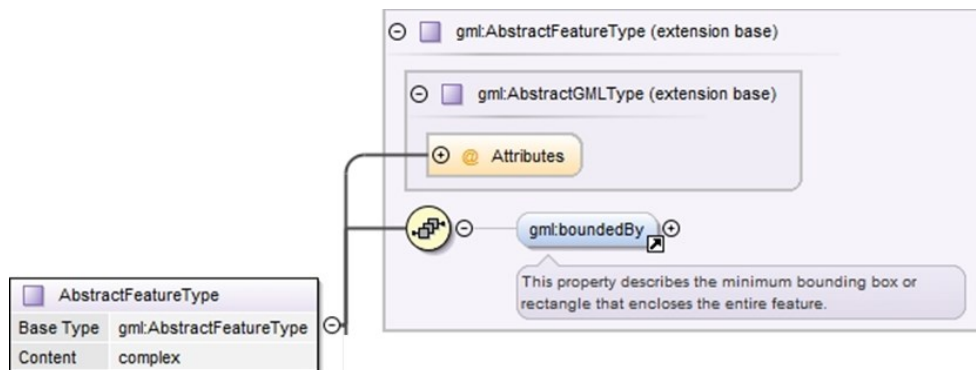 gml:AbstractFeatureType (extension base)
gml:AbstractGMLType (extension base)
@ Attributes
gml:boundedBy
This property describes the minimum bounding box or
rectangle that encloses the entire feature.
AbstractFeatureType
Base Type gml:AbstractFeatureType
Content complex